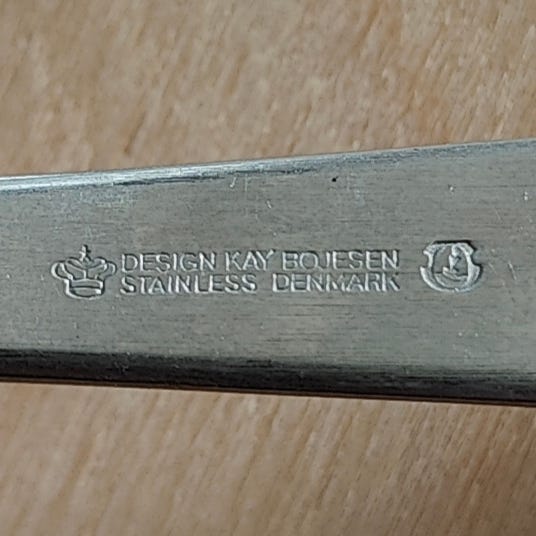 DESIGN KAY BOJESEN
STAINLESS DENMARK